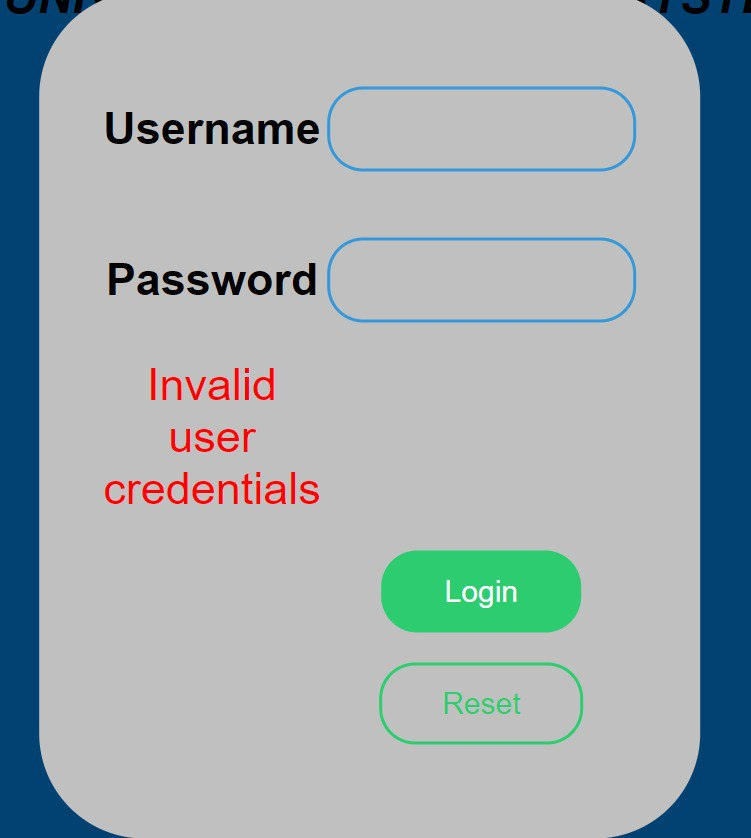 Username
Password
Invalid
user
credentials
Login
Reset